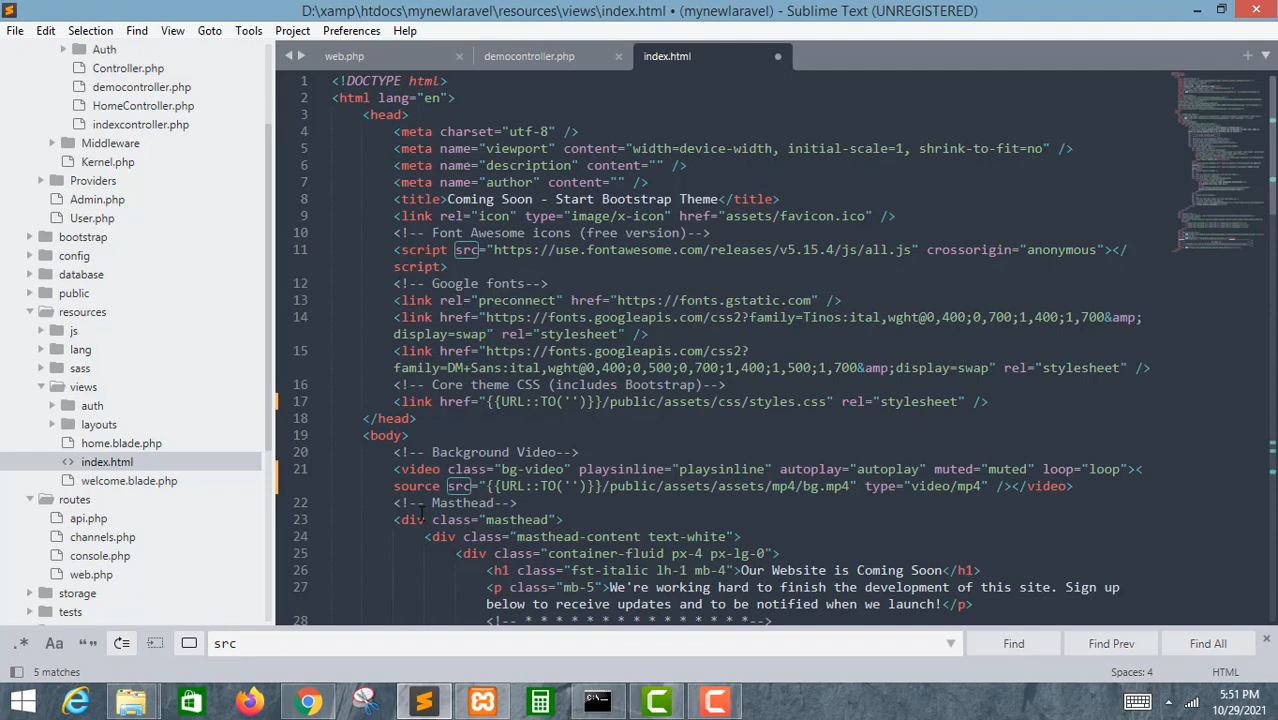 D:\xamp\htdocs\mynewlaravel\resources\views\index.html • (mynewlaravel) - Sublime Text (UNREGISTERED)
File Edit Selection Find View Goto Tools Project Preferences Help
Auth
Controller.php
democontroller.php
HomeController.php
indexcontroller.php
Middleware
Kernel.php
Providers
Admin.php
User.php
bootstrap
config
database
public
resources
js
lang
sass
views
auth
layouts
home.blade.php
<> index.html
welcome.blade.php
routes
api.php
channels.php
console.php
web.php
storage
tests
web.php × democontroller.php × index.html
1 <!DOCTYPE html>
2 <html lang="en">
3 <head>
4 <meta charset="utf-8" />
5 <meta name="viewport" content="width=device-width, initial-scale=1, shrink-to-fit=no" />
6 <meta name="description" content="" />
7 <meta name="author" content="" />
8 <title>Coming Soon - Start Bootstrap Theme</title>
9 <link rel="icon" type="image/x-icon" href="assets/favicon.ico" />
10 <!-- Font Awesome icons (free version)-->
11 <script src="https://use.fontawesome.com/releases/v5.15.4/js/all.js" crossorigin="anonymous"></
script>
12 <!-- Google fonts-->
13 <link rel="preconnect" href="https://fonts.gstatic.com" />
14 <link href="https://fonts.googleapis.com/css2?family=Tinos:ital,wght@0,400;0,700;1,400;1,700&amp;
display=swap" rel="stylesheet" />
15 <link href="https://fonts.googleapis.com/css2?
family=DM+Sans:ital,wght@0,400;0,500;0,700;1,400;1,500;1,700&amp;display=swap" rel="stylesheet" />
16 <!-- Core theme CSS (includes Bootstrap)-->
17 <link href="{{URL::TO('')}}/public/assets/css/styles.css" rel="stylesheet" />
18 </head>
19 <body>
20 <!-- Background Video-->
21 <video class="bg-video" playsinline="playsinline" autoplay="autoplay" muted="muted" loop="loop"><
source src="{{URL::TO('')}}/public/assets/assets/mp4/bg.mp4" type="video/mp4" /></video>
22 <!-- Masthead-->
23 <div class="masthead">
24 <div class="masthead-content text-white">
25 <div class="container-fluid px-4 px-lg-0">
26 <h1 class="fst-italic lh-1 mb-4">Our Website is Coming Soon</h1>
27 <p class="mb-5">We're working hard to finish the development of this site. Sign up
below to receive updates and to be notified when we launch!</p>
28 <!-- * * * * * * * * * * * * * * *-->
src
Find Find Prev Find All
5 matches
Spaces: 4 HTML
5:51 PM
10/29/2021